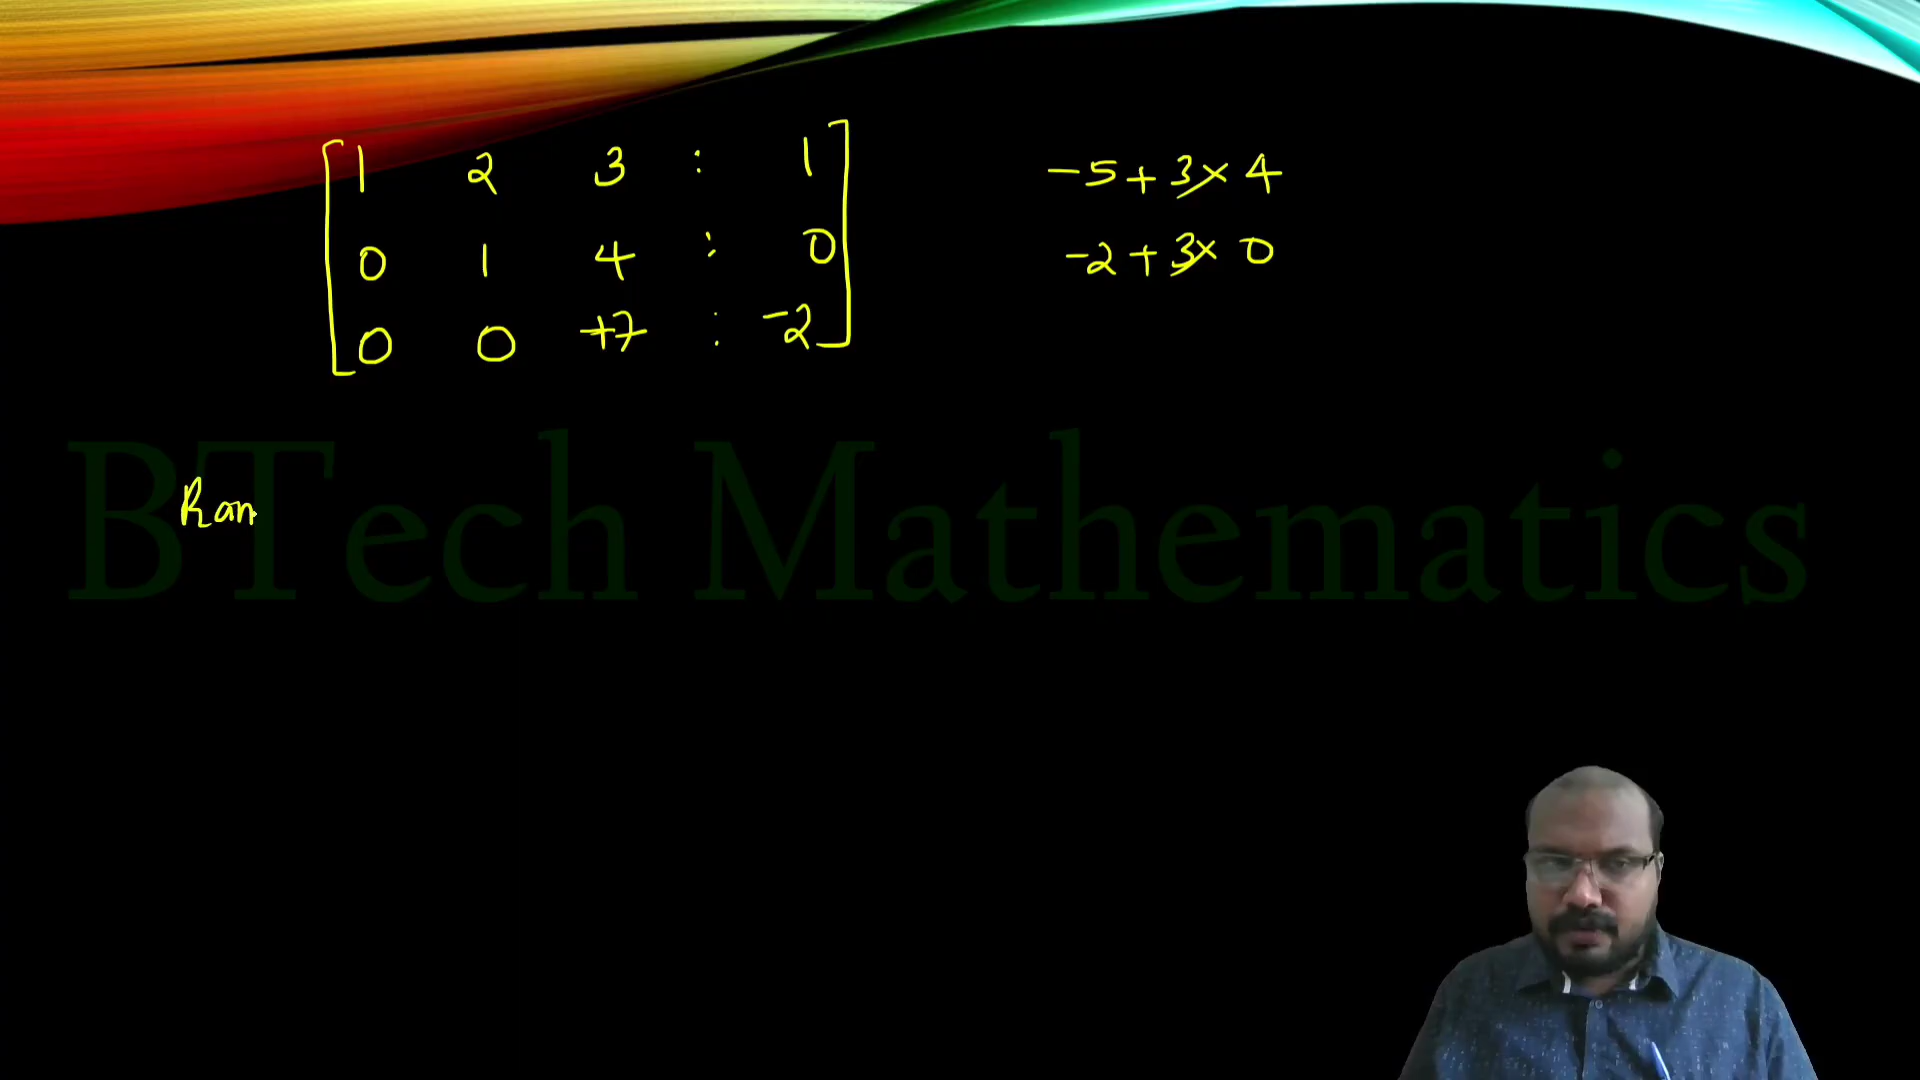 1 2 3 : 1
0 1 4 : 0
0 0 +7 : -2
-5 + 3 × 4
-2 + 3 × 0
BTech Mathematics
Ran